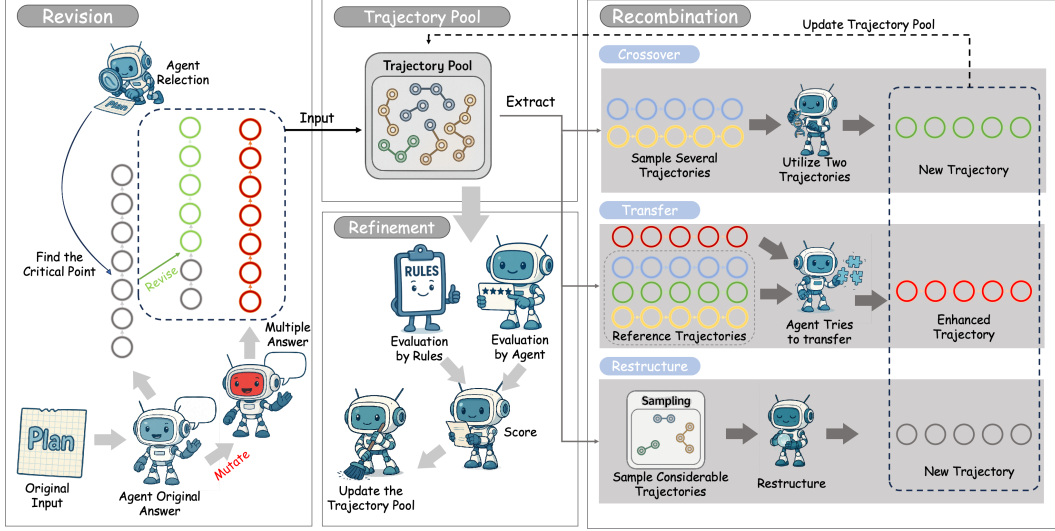 Revision
Agent
Relection
Plan
Find the
Critical Point
Revise
Multiple
Answer
Plan
Original
Input
Agent Original
Answer
Mutate
Input
Trajectory Pool
Trajectory Pool
Extract
Refinement
RULES
Evaluation
by Rules
Evaluation
by Agent
Score
Update the
Trajectory Pool
Recombination
Update Trajectory Pool
Crossover
Sample Several
Trajectories
Utilize Two
Trajectories
New Trajectory
Transfer
Reference Trajectories
Agent Tries
to transfer
Enhanced
Trajectory
Restructure
Sampling
Sample Considerable
Trajectories
Restructure
New Trajectory